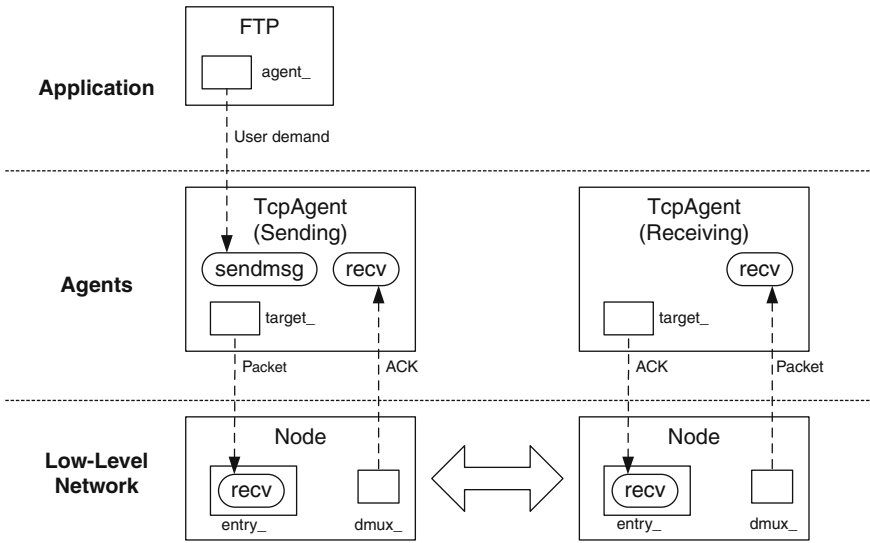 FTP
agent_
Application
User demand
TcpAgent
(Sending)
TcpAgent
(Receiving)
sendmsg
recv
recv
Agents
target_
target_
Packet
ACK
ACK
Packet
Node
Node
Low-Level
Network
recv
recv
entry_
dmux_
entry_
dmux_